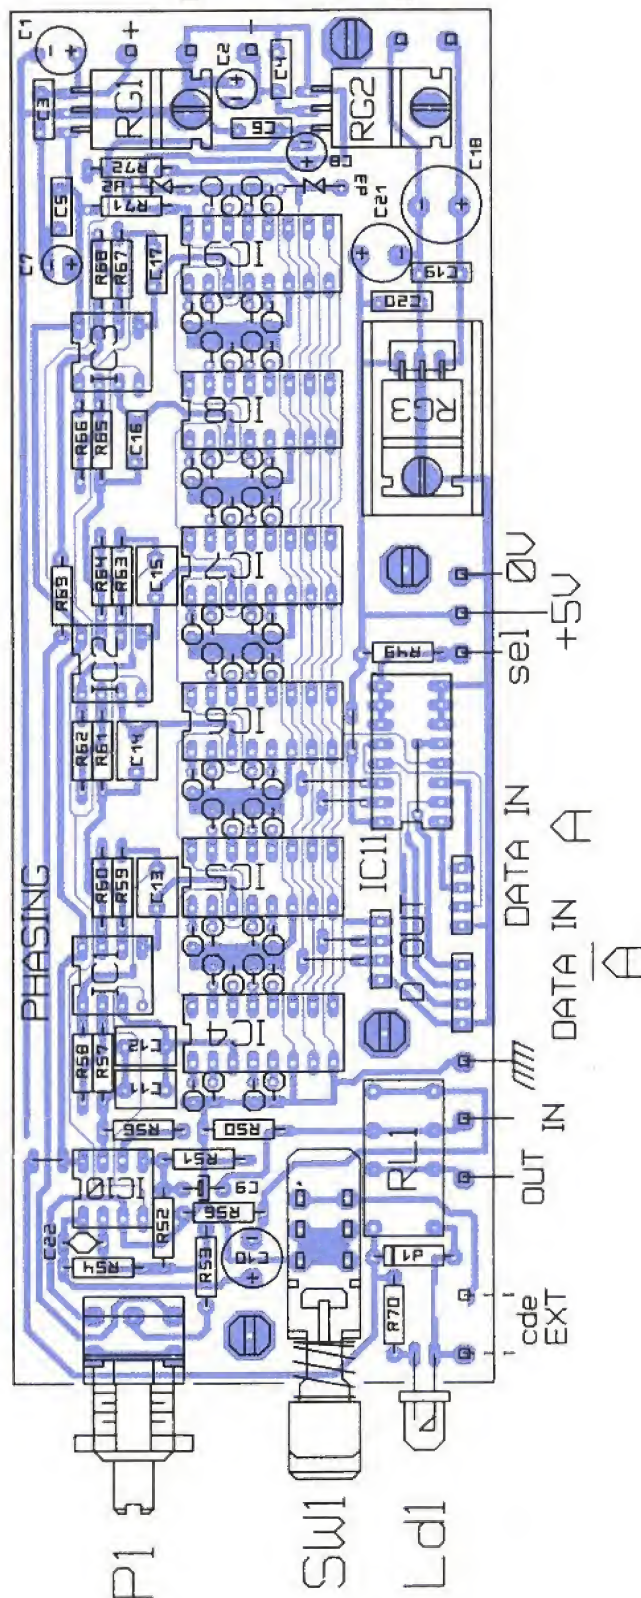 C1
+
C2
-
C4
C3
RG1
RG2
C6
C8
C18
R72
d2
d3
R71
C5
C21
C7
R68
R67
C17
IC9
C19
C20
IC3
IC8
RG3
R66
R65
C16
R69
R64
R63
C15
IC7
0V
+5V
sel
IC2
R49
IC6
R62
R61
C14
DATA IN
A
PHASING
R60
R59
C13
IC5
IC11
D OUT
DATA IN
A
IC1
IC4
R58
R57
C12
C11
R56
R50
IN
OUT
RL1
R51
IC10
C9
R52
R56
C22
R54
R53
C10
d1
R70
cde
EXT
P1
SW1
Ld1